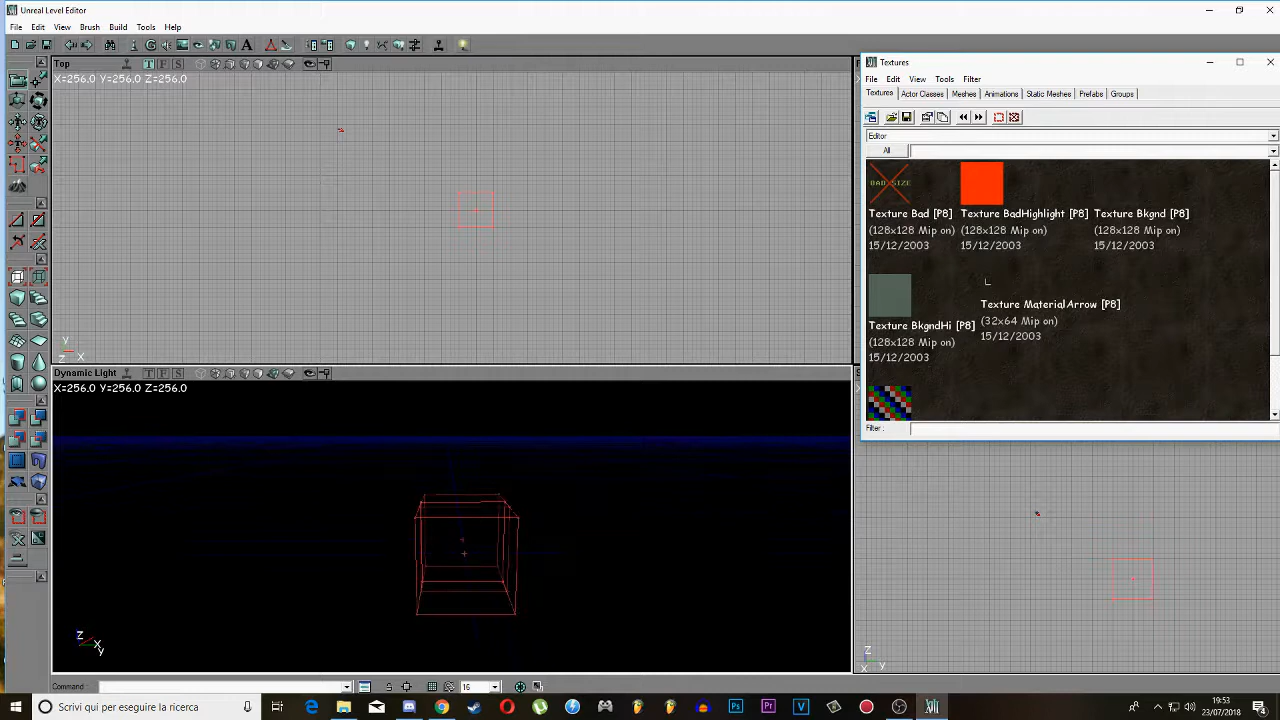 Unreal Level Editor
File Edit View Brush Build Tools Help
Top
X=256.0 Y=256.0 Z=256.0
T F S
y
Z X
Dynamic Light
T F S
X=256.0 Y=256.0 Z=256.0
Z
X
y
Textures
File Edit View Tools Filter
Textures Actor Classes Meshes Animations Static Meshes Prefabs Groups
Editor
All
BAD SIZE
Texture Bad [P8] Texture BadHighlight [P8] Texture Bkgnd [P8]
(128x128 Mip on) (128x128 Mip on) (128x128 Mip on)
15/12/2003 15/12/2003 15/12/2003
Texture MaterialArrow [P8]
(32x64 Mip on)
15/12/2003
Texture BkgndHi [P8]
(128x128 Mip on)
15/12/2003
Filter :
Z
X y
Command :
16
Scrivi qui per eseguire la ricerca
Ps
Pr
V
19:53
23/07/2018